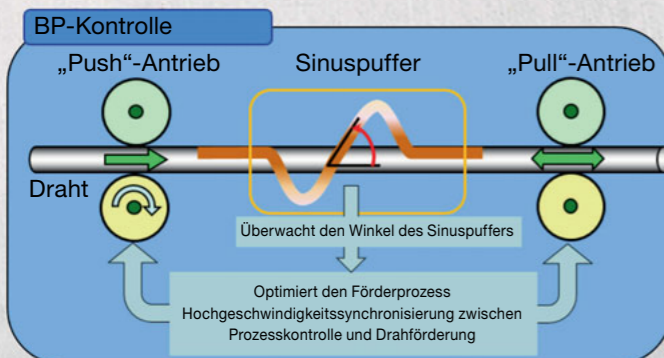 BP-Kontrolle
„Push“-Antrieb
Sinuspuffer
„Pull“-Antrieb
Draht
Überwacht den Winkel des Sinuspuffers
Optimiert den Förderprozess
Hochgeschwindigkeitssynchronisierung zwischen
Prozesskontrolle und Drahtförderung